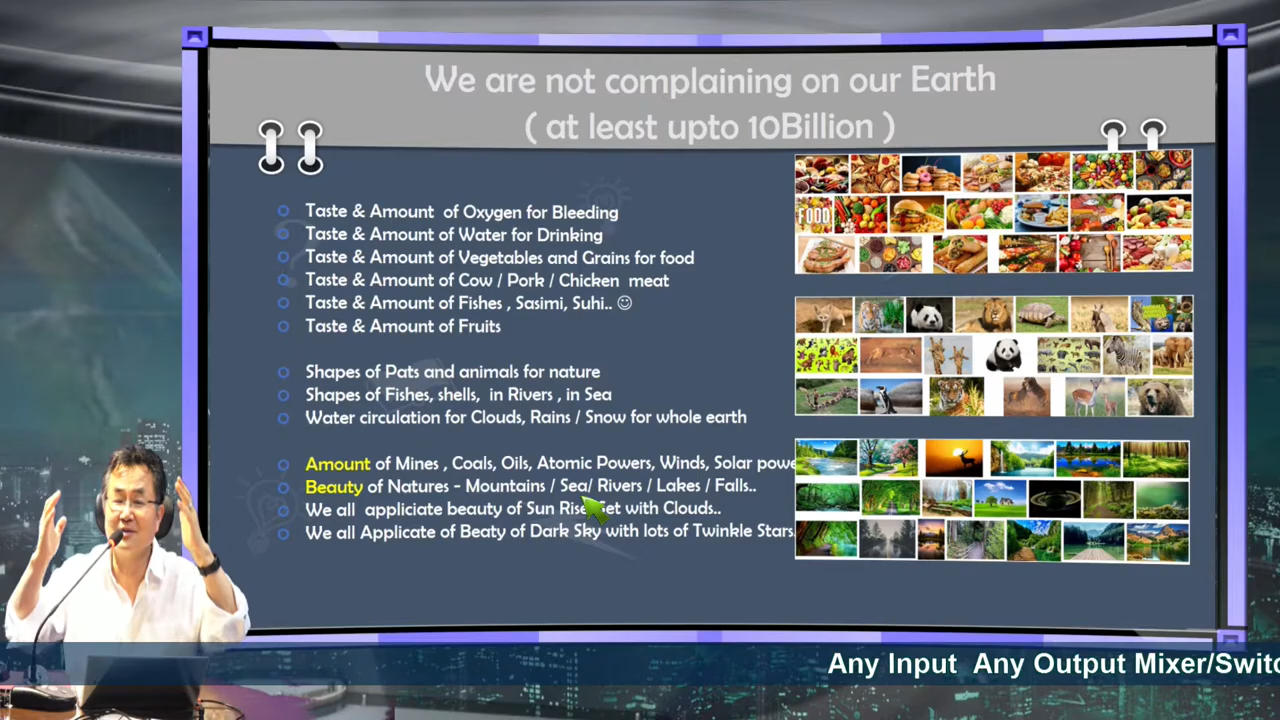 We are not complaining on our Earth
( at least upto 10Billion )
Taste & Amount of Oxygen for Bleeding
Taste & Amount of Water for Drinking
Taste & Amount of Vegetables and Grains for food
Taste & Amount of Cow / Pork / Chicken meat
Taste & Amount of Fishes , Sasimi, Suhi.. ☺
Taste & Amount of Fruits
FOOD
Shapes of Pats and animals for nature
Shapes of Fishes, shells, in Rivers , in Sea
Water circulation for Clouds, Rains / Snow for whole earth
Amount of Mines , Coals, Oils, Atomic Powers, Winds, Solar powe
Beauty of Natures - Mountains / Sea/ Rivers / Lakes / Falls..
We all appliciate beauty of Sun Rise/Set with Clouds..
We all Applicate of Beaty of Dark Sky with lots of Twinkle Stars.
Any Input Any Output Mixer/Switc